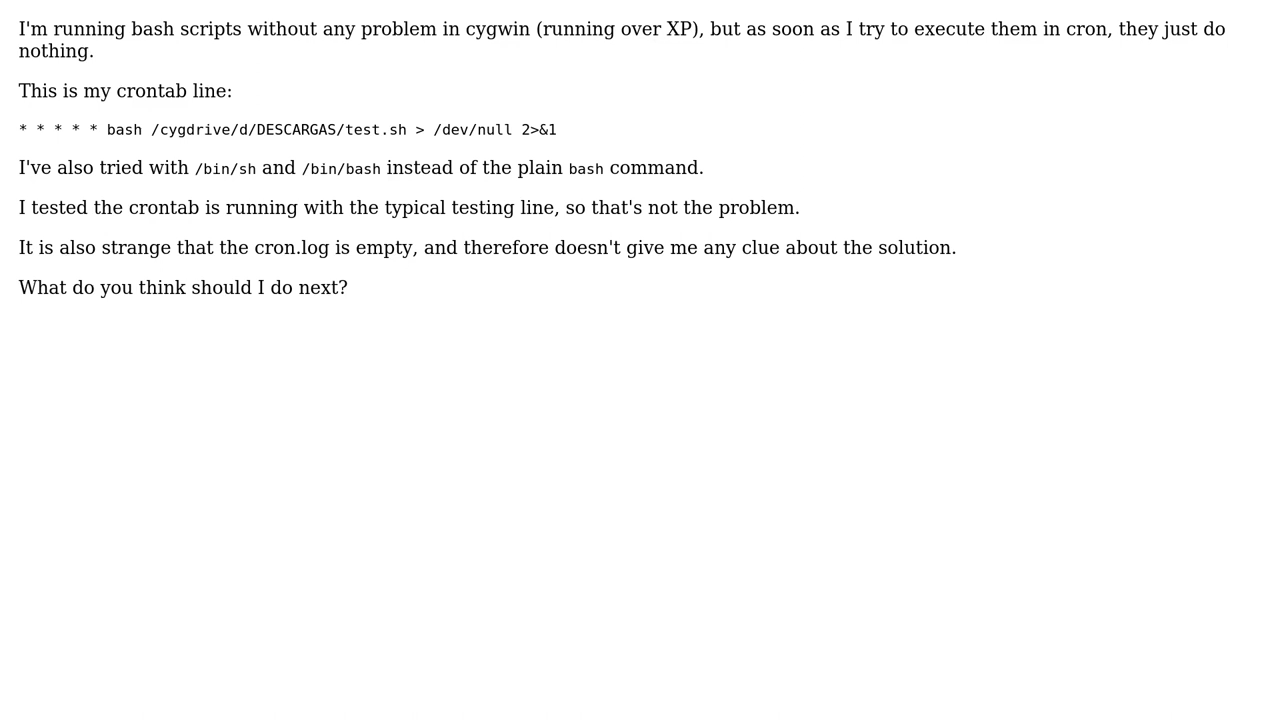 I'm running bash scripts without any problem in cygwin (running over XP), but as soon as I try to execute them in cron, they just do
nothing.
This is my crontab line:
* * * * * bash /cygdrive/d/DESCARGAS/test.sh > /dev/null 2>&1
I've also tried with /bin/sh and /bin/bash instead of the plain bash command.
I tested the crontab is running with the typical testing line, so that's not the problem.
It is also strange that the cron.log is empty, and therefore doesn't give me any clue about the solution.
What do you think should I do next?